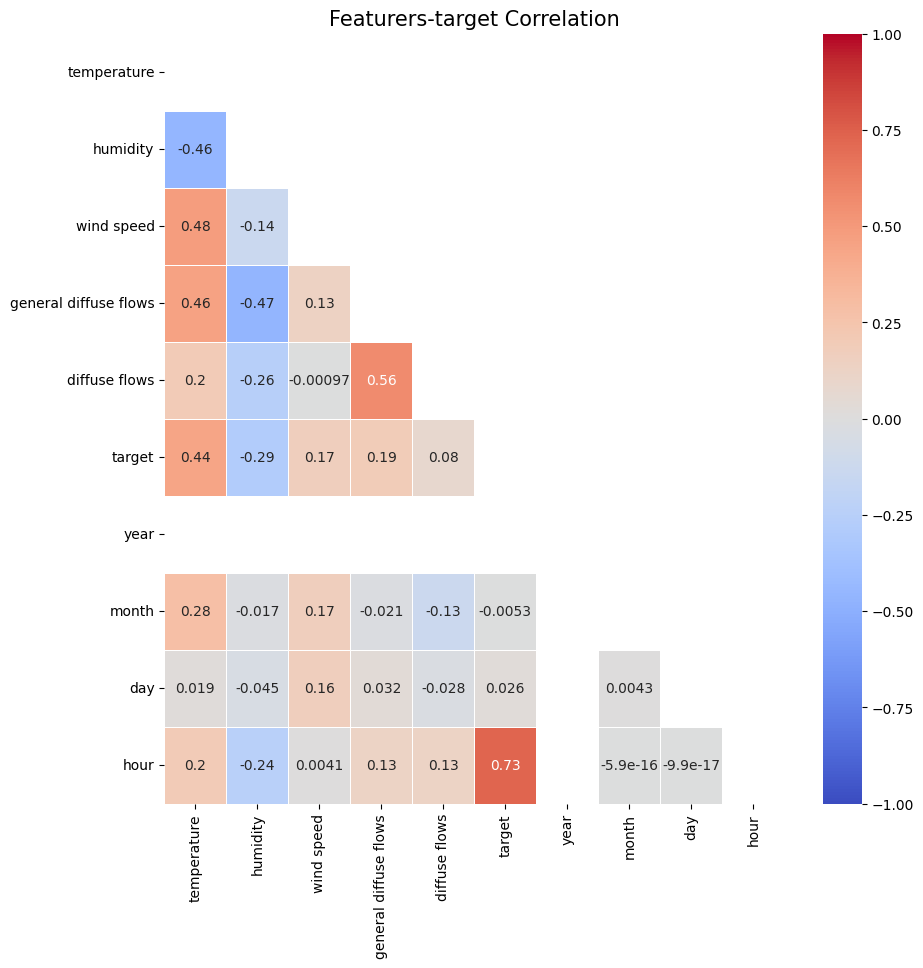 Featurers-target Correlation
temperature
humidity -0.46
wind speed 0.48 -0.14
general diffuse flows 0.46 -0.47 0.13
diffuse flows 0.2 -0.26 -0.00097 0.56
target 0.44 -0.29 0.17 0.19 0.08
year
month 0.28 -0.017 0.17 -0.021 -0.13 -0.0053
day 0.019 -0.045 0.16 0.032 -0.028 0.026 0.0043
hour 0.2 -0.24 0.0041 0.13 0.13 0.73 -5.9e-16 -9.9e-17
temperature
humidity
wind speed
general diffuse flows
diffuse flows
target
year
month
day
hour
1.00
0.75
0.50
0.25
0.00
−0.25
−0.50
−0.75
−1.00